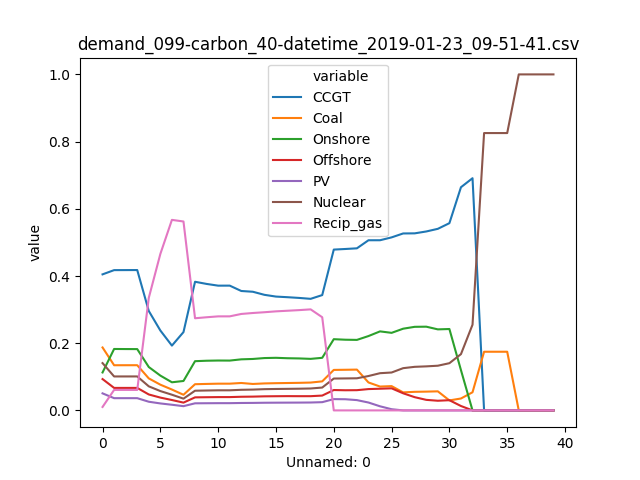 demand_099-carbon_40-datetime_2019-01-23_09-51-41.csv
1.0
0.8
0.6
0.4
0.2
0.0
value
variable
CCGT
Coal
Onshore
Offshore
PV
Nuclear
Recip_gas
0 5 10 15 20 25 30 35 40
Unnamed: 0